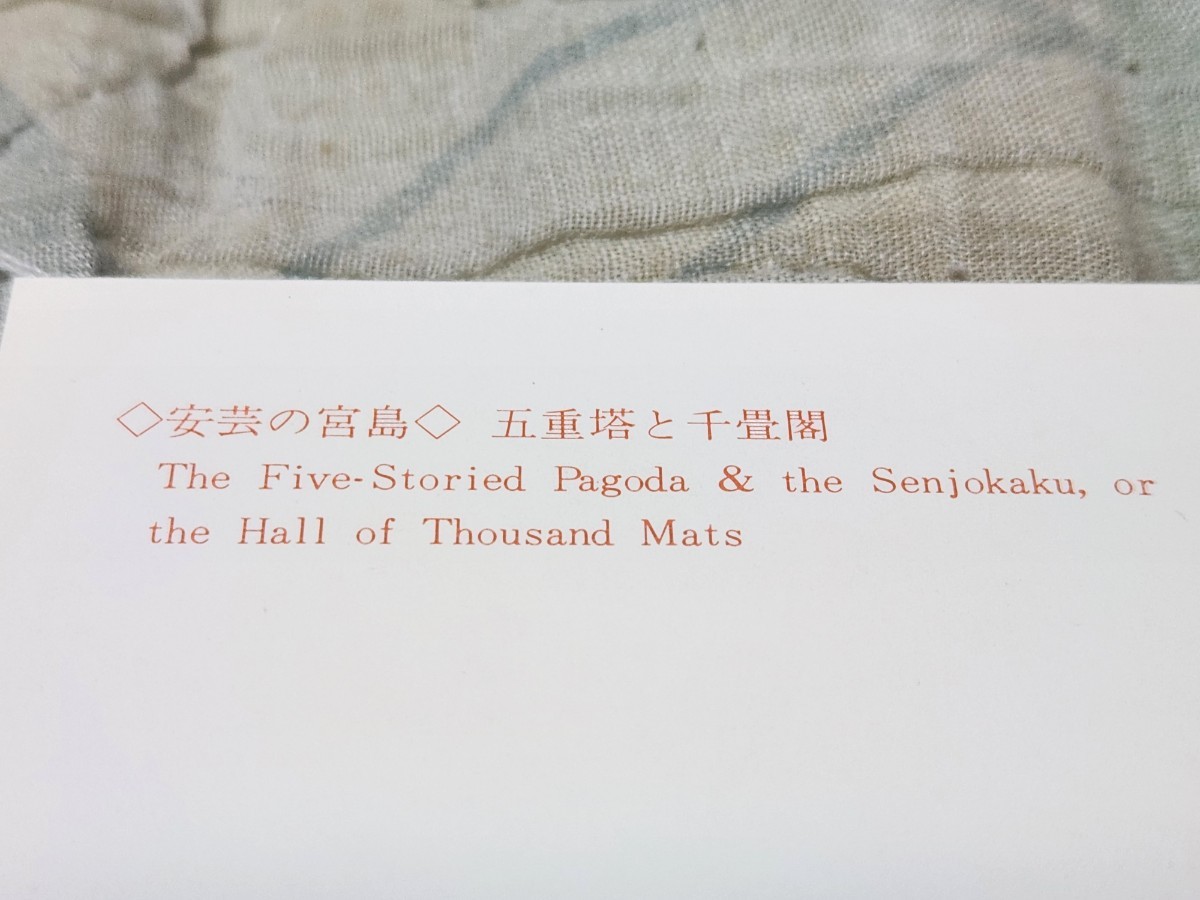 ◇安芸の宮島◇ 五重塔と千畳閣
The Five-Storied Pagoda & the Senjokaku, or
the Hall of Thousand Mats